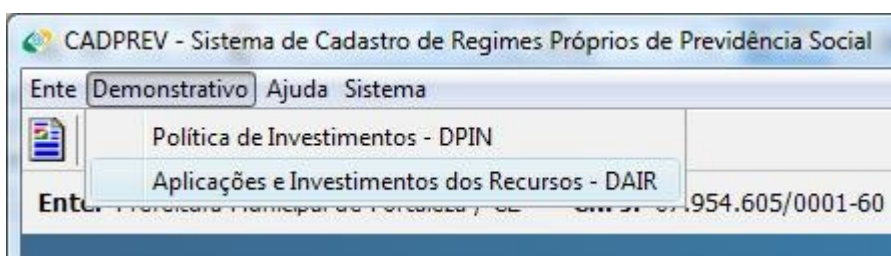 CADPREV - Sistema de Cadastro de Regimes Próprios de Previdência Social
Ente Demonstrativo Ajuda Sistema
Política de Investimentos - DPIN
Aplicações e Investimentos dos Recursos - DAIR
Ente: .954.605/0001-60